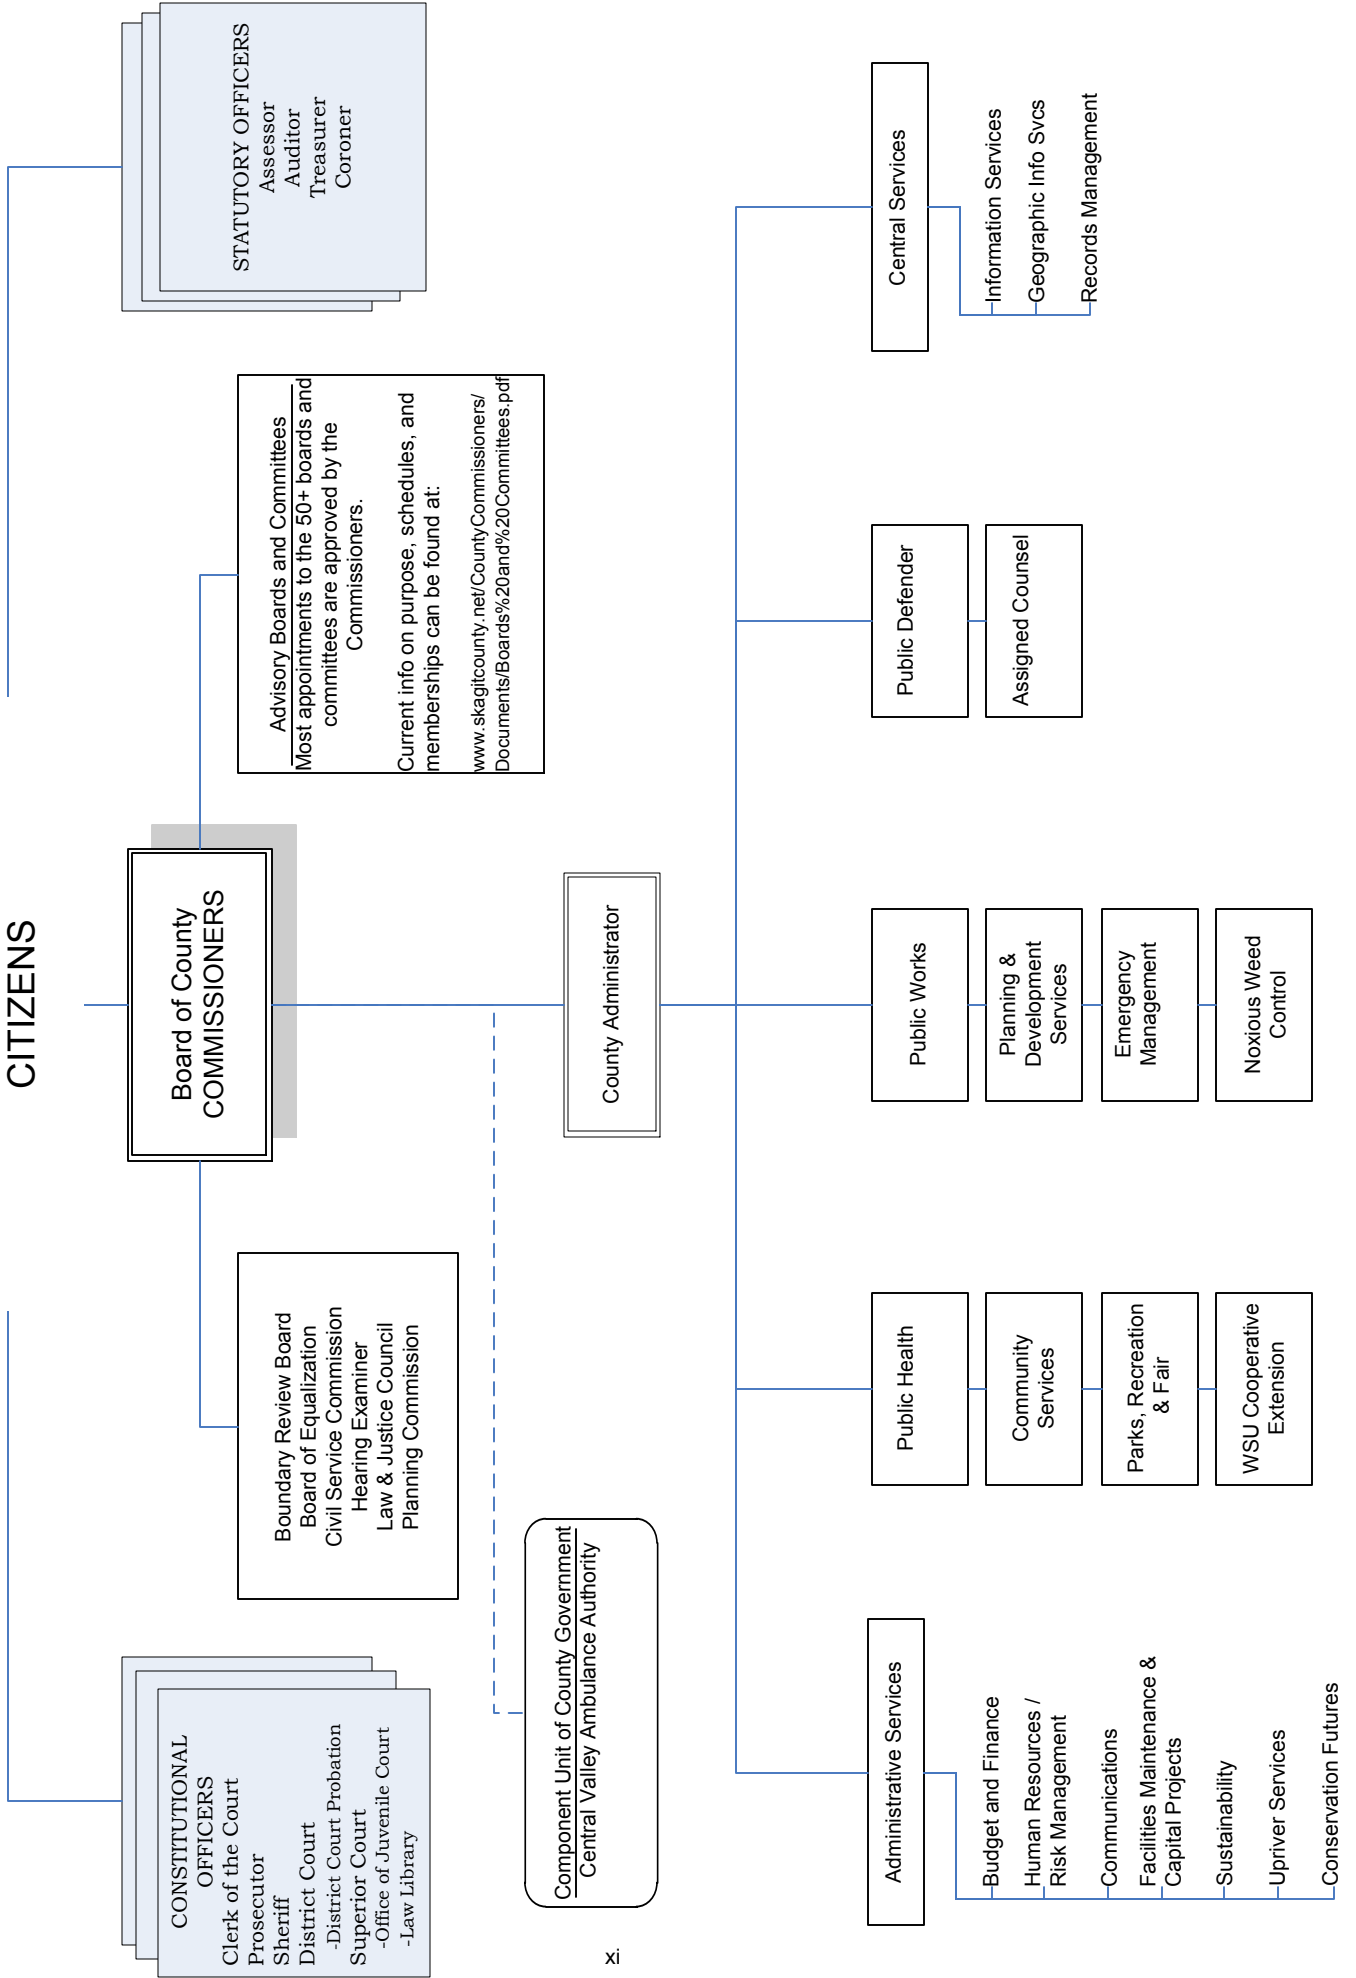 CITIZENS
CONSTITUTIONAL
OFFICERS
Clerk of the Court
Prosecutor
Sheriff
District Court
-District Court Probation
Superior Court
-Office of Juvenile Court
-Law Library
Board of County
COMMISSIONERS
STATUTORY OFFICERS
Assessor
Auditor
Treasurer
Coroner
Boundary Review Board
Board of Equalization
Civil Service Commission
Hearing Examiner
Law & Justice Council
Planning Commission
Advisory Boards and Committees
Most appointments to the 50+ boards and
committees are approved by the
Commissioners.
Current info on purpose, schedules, and
memberships can be found at:
www.skagitcounty.net/CountyCommissioners/
Documents/Boards%20and%20Committees.pdf
Component Unit of County Government
Central Valley Ambulance Authority
County Administrator
Administrative Services
Budget and Finance
Human Resources /
Risk Management
Communications
Facilities Maintenance &
Capital Projects
Sustainability
Upriver Services
Conservation Futures
Public Health
Community
Services
Parks, Recreation
& Fair
WSU Cooperative
Extension
Public Works
Planning &
Development
Services
Emergency
Management
Noxious Weed
Control
Public Defender
Assigned Counsel
Central Services
Information Services
Geographic Info Svcs
Records Management
xi